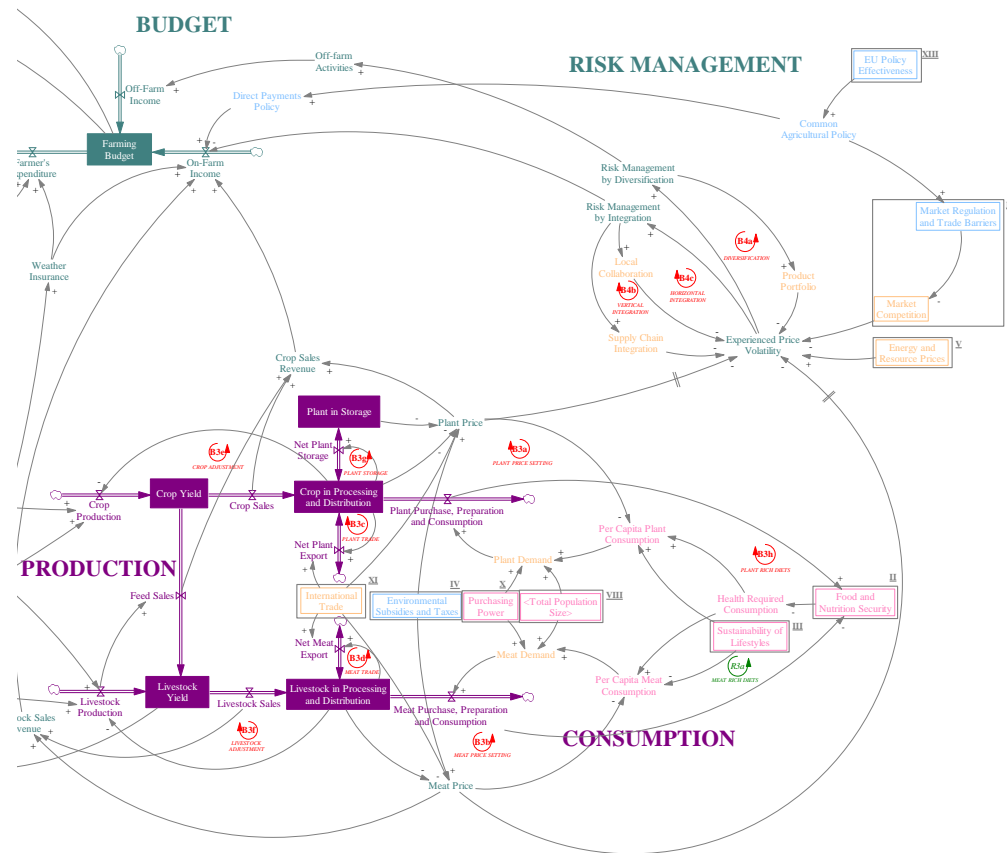 BUDGET
RISK MANAGEMENT
Off-farm
Activities
EU Policy
Effectiveness
XIII
Off-Farm
Income
Direct Payments
Policy
Common
Agricultural Policy
Farming
Budget
On-Farm
Income
Farmer's
Expenditure
Risk Management
by Diversification
Risk Management
by Integration
Market Regulation
and Trade Barriers
B4a
DIVERSIFICATION
Weather
Insurance
Local
Collaboration
B4c
HORIZONTAL
INTEGRATION
Product
Portfolio
B4b
VERTICAL
INTEGRATION
Market
Competition
Supply Chain
Integration
Experienced Price
Volatility
Energy and
Resource Prices
V
Crop Sales
Revenue
Plant in Storage
Plant Price
B3e
CROP ADJUSTMENT
Net Plant
Storage
B3g
PLANT STORAGE
B3a
PLANT PRICE SETTING
Crop Yield
Crop in Processing
and Distribution
Crop
Production
Crop Sales
Plant Purchase, Preparation
and Consumption
B3c
PLANT TRADE
Per Capita Plant
Consumption
Net Plant
Export
Plant Demand
B3h
PLANT RICH DIETS
PRODUCTION
XI
IV
X
VIII
II
Feed Sales
International
Trade
Environmental
Subsidies and Taxes
Purchasing
Power
<Total Population
Size>
Health Required
Consumption
Food and
Nutrition Security
III
Sustainability of
Lifestyles
Net Meat
Export
B3d
MEAT TRADE
Meat Demand
R3a
MEAT RICH DIETS
Livestock
Yield
Livestock in Processing
and Distribution
Per Capita Meat
Consumption
Livestock
Production
Livestock Sales
Meat Purchase, Preparation
and Consumption
stock Sales
venue
B3f
LIVESTOCK
ADJUSTMENT
B3b
MEAT PRICE SETTING
CONSUMPTION
Meat Price